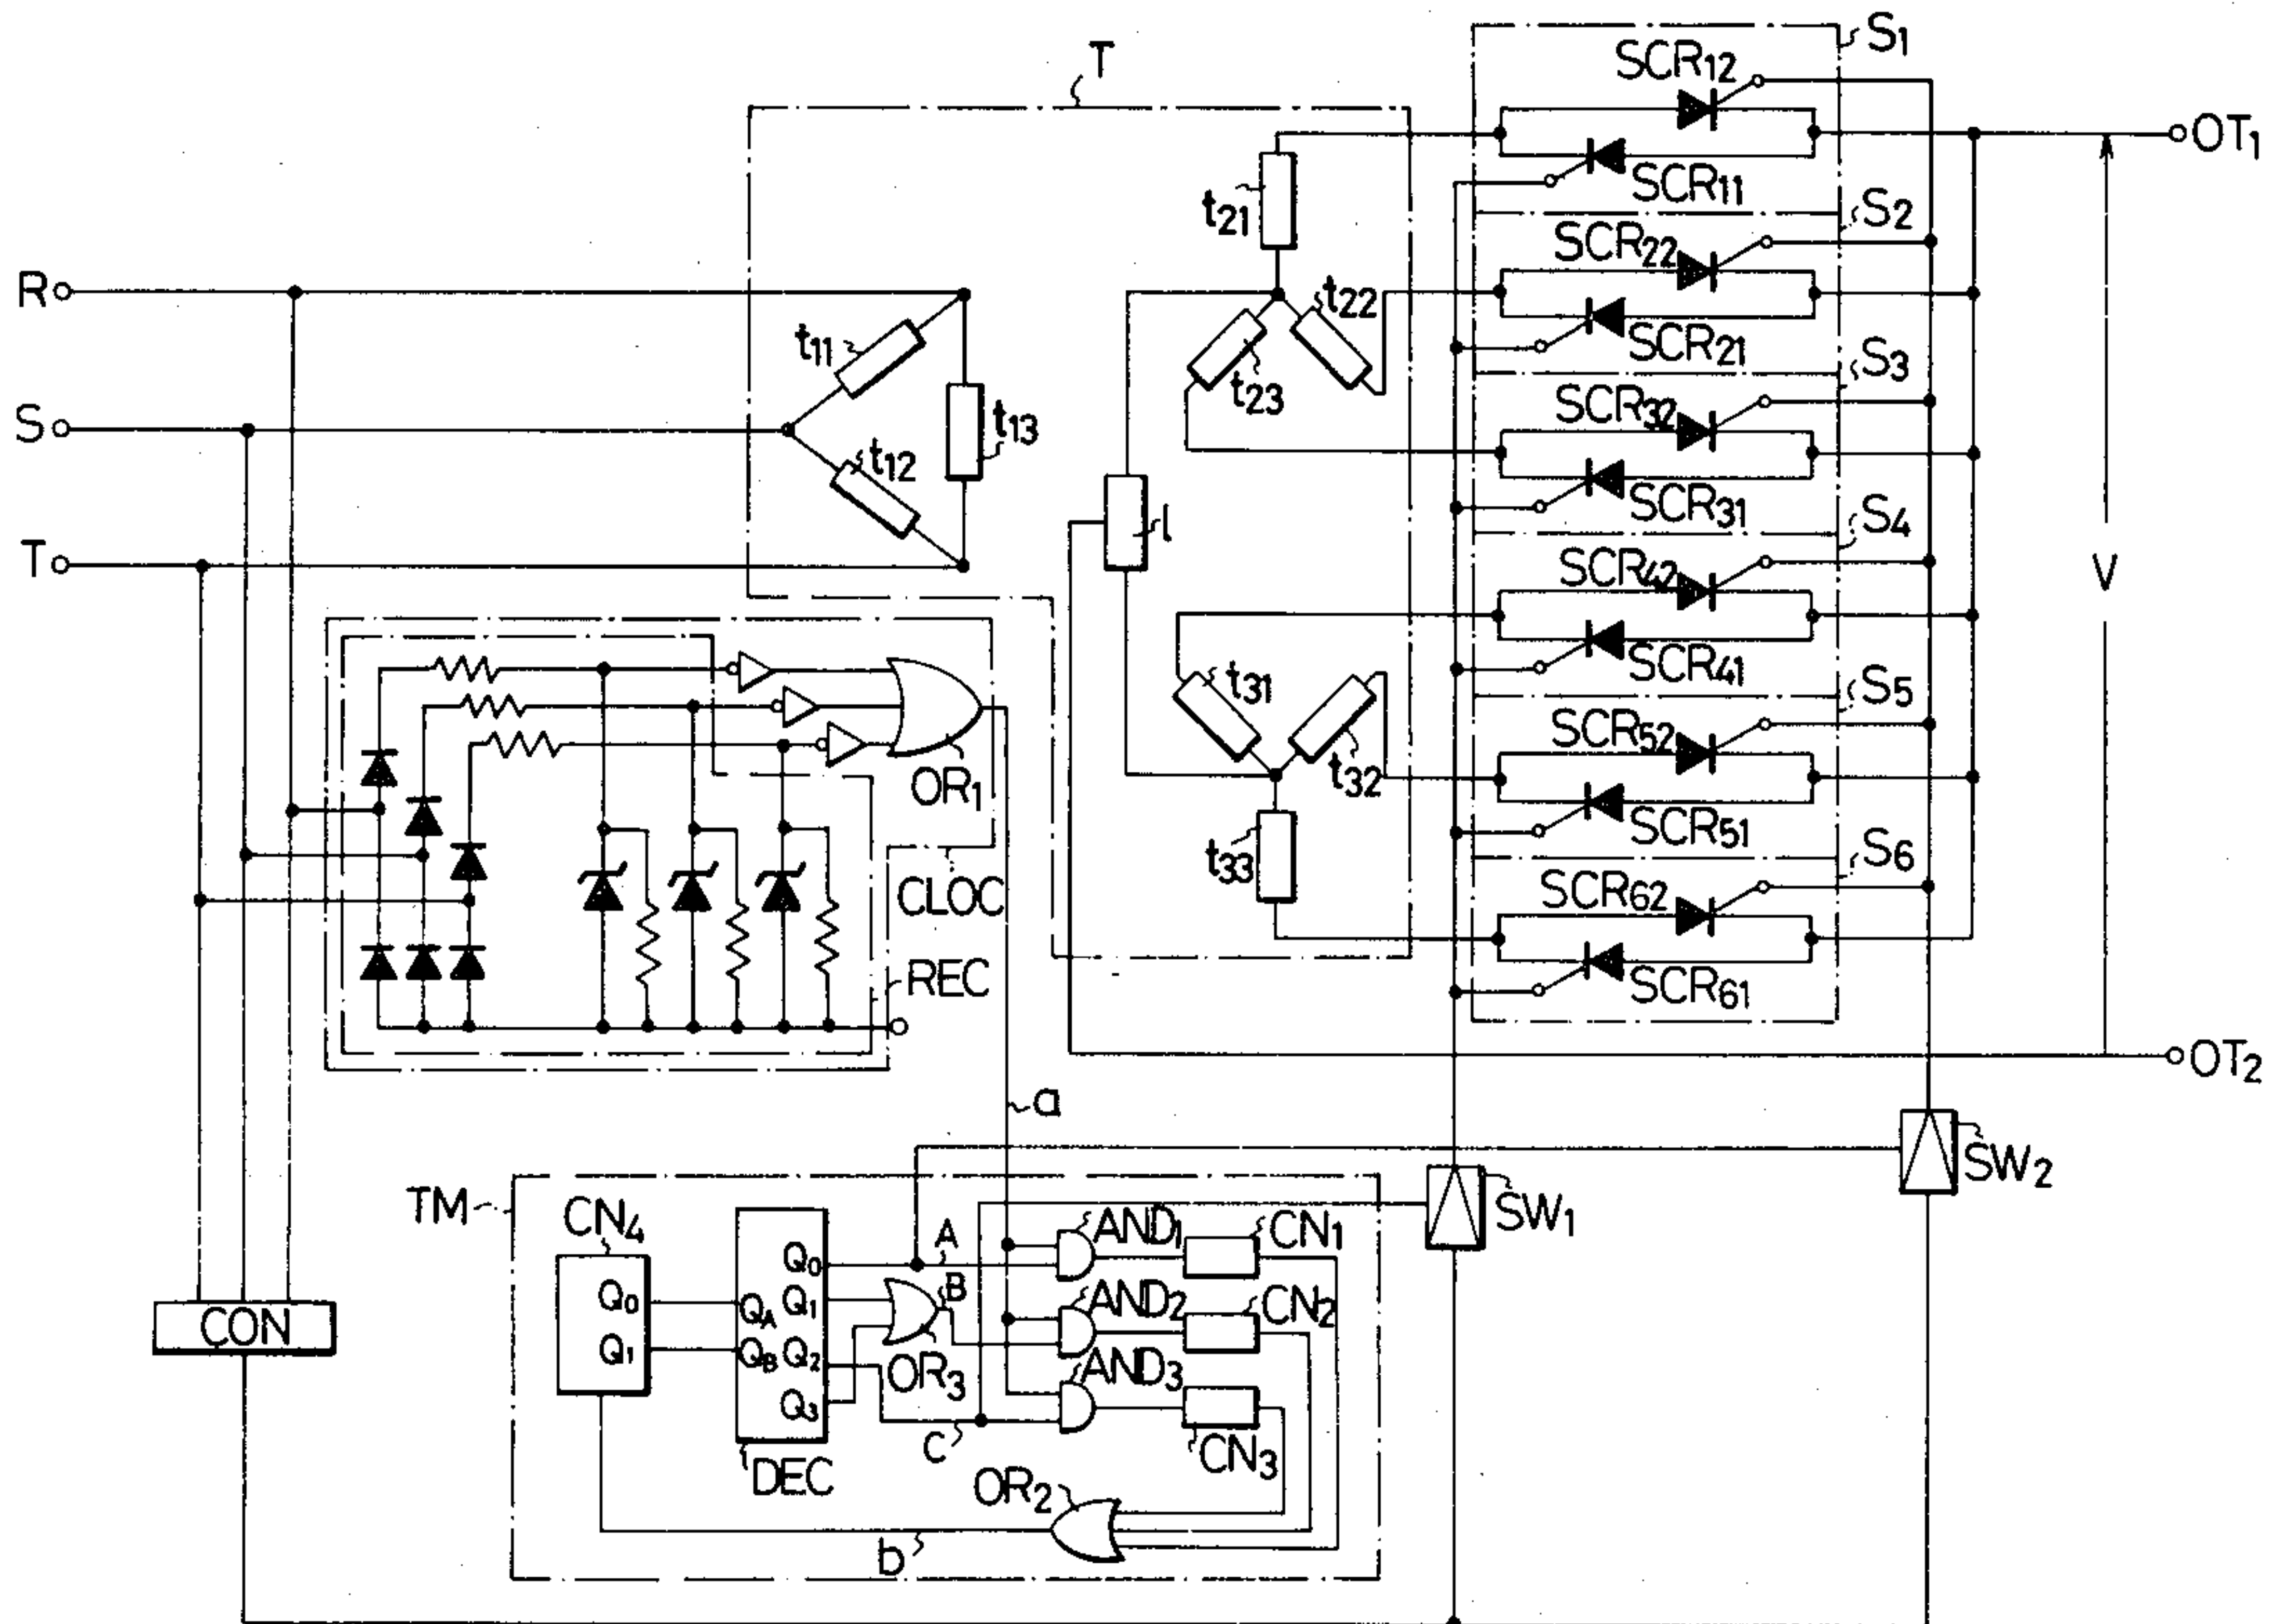 T
S1
SCR12
OT1
SCR11
t21
S2
SCR22
R
t22
t11
SCR21
t23
S3
SCR32
S
t13
t12
SCR31
l
S4
T
SCR42
V
t31
SCR41
S5
SCR52
OR1
t32
SCR51
t33
S6
CLOC
SCR62
REC
SCR61
OT2
a
SW2
TM
CN4
SW1
A
AND1
CN1
Q0
Q0
Q1
B
AND2
CN2
QA
CON
Q1
QB
Q2
OR3
AND3
Q3
C
CN3
DEC
OR2
b